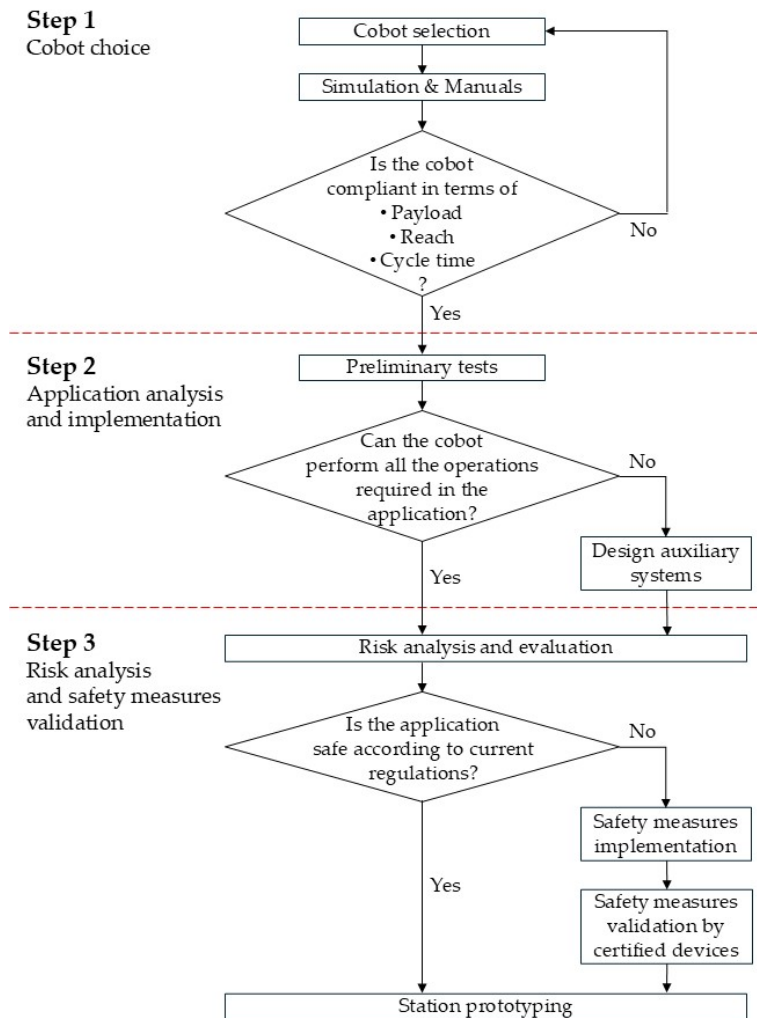 Step 1
Cobot choice
Cobot selection
Simulation & Manuals
Is the cobot
compliant in terms of
• Payload
• Reach
• Cycle time
?
No
Yes
Step 2
Application analysis
and implementation
Preliminary tests
Can the cobot
perform all the operations
required in the
application?
No
Design auxiliary
systems
Yes
Step 3
Risk analysis
and safety measures
validation
Risk analysis and evaluation
Is the application
safe according to current
regulations?
No
Safety measures
implementation
Yes
Safety measures
validation by
certified devices
Station prototyping